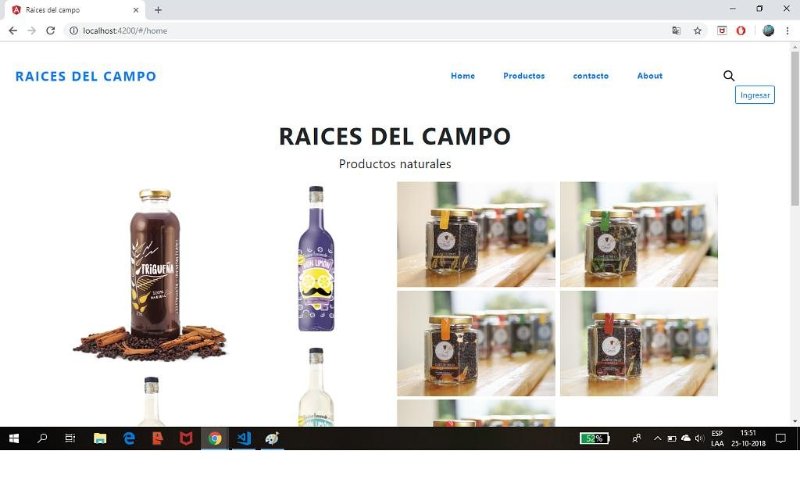 Raices del campo
localhost:4200/#/home
RAICES DEL CAMPO
Home Productos contacto About
Ingresar
RAICES DEL CAMPO
Productos naturales
TRIGUEÑA
52%
ESP 15:51
LAA 25-10-2018